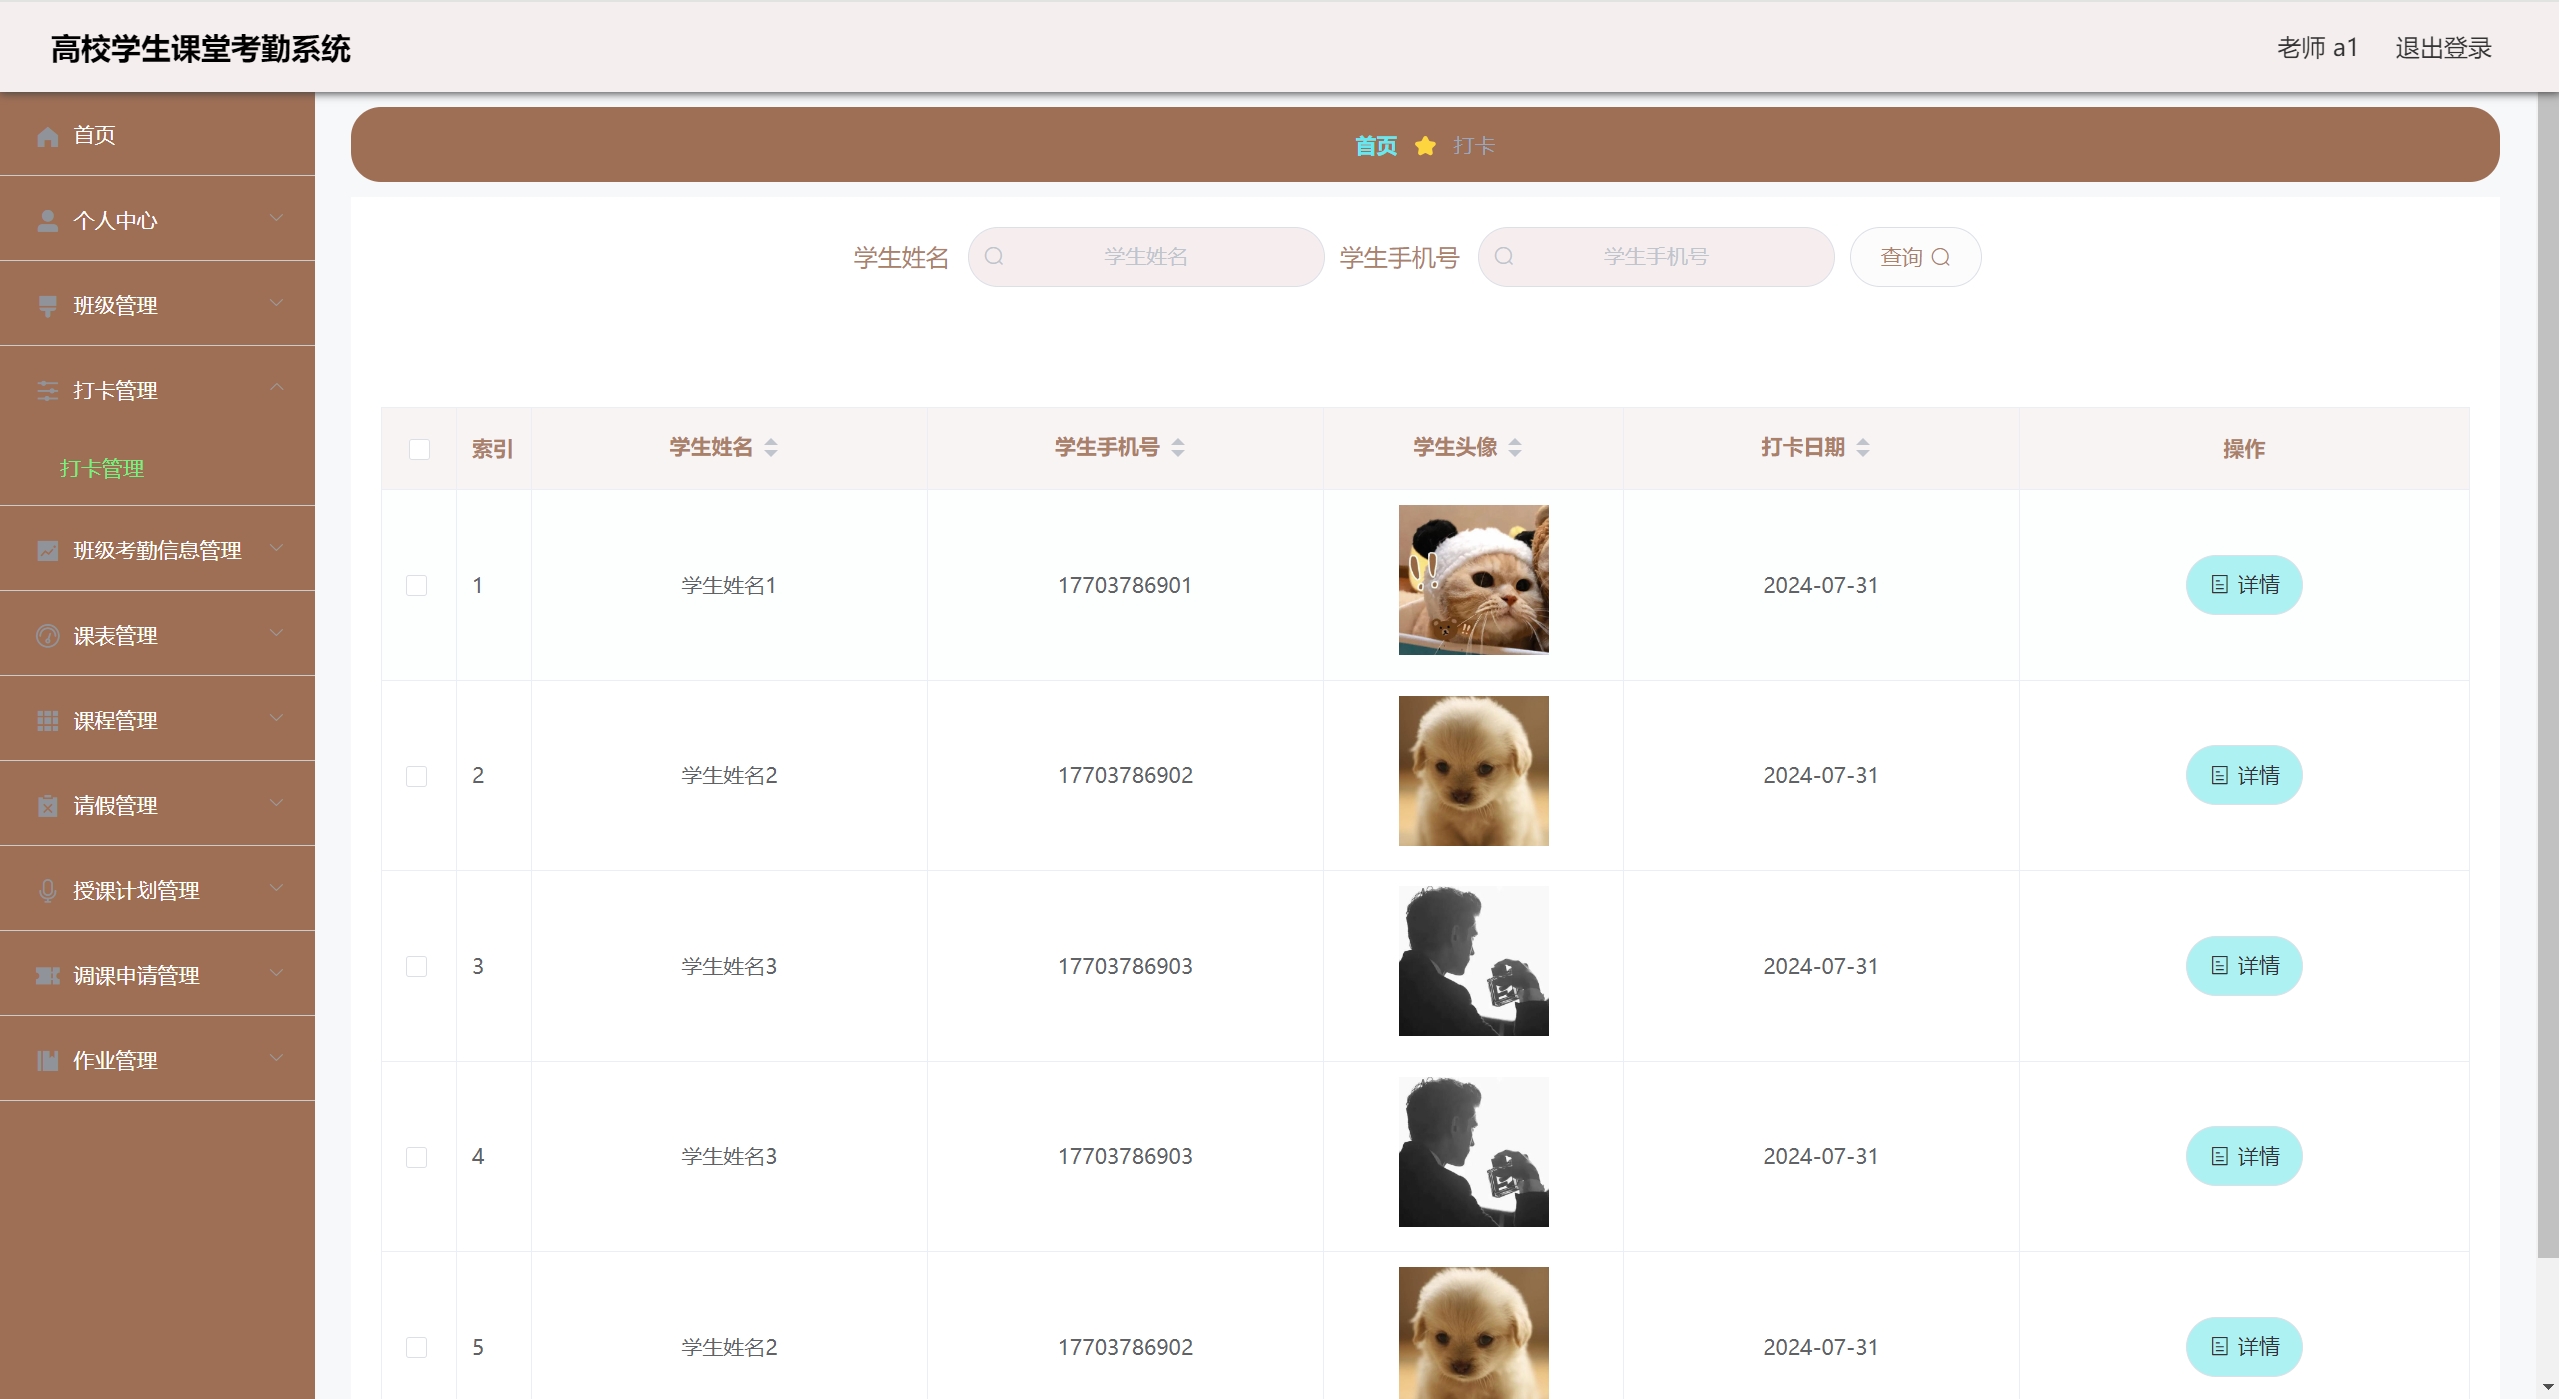 高校学生课堂考勤系统
老师 a1 退出登录
首页
个人中心
班级管理
打卡管理
打卡管理
班级考勤信息管理
课表管理
课程管理
请假管理
授课计划管理
调课申请管理
作业管理
首页 打卡
学生姓名 学生姓名 学生手机号 学生手机号 查询
索引 学生姓名 学生手机号 学生头像 打卡日期 操作
1 学生姓名1 17703786901 2024-07-31 详情
2 学生姓名2 17703786902 2024-07-31 详情
3 学生姓名3 17703786903 2024-07-31 详情
4 学生姓名3 17703786903 2024-07-31 详情
5 学生姓名2 17703786902 2024-07-31 详情